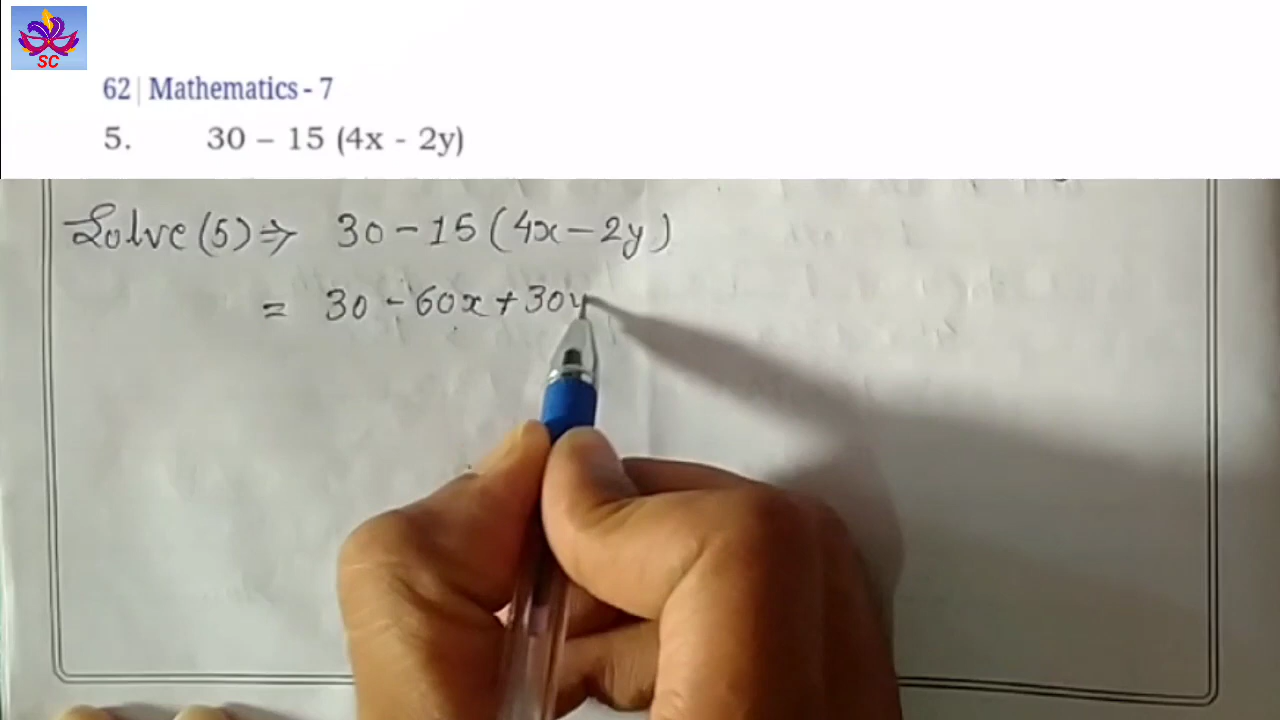 SC
62 | Mathematics - 7
5. 30 – 15 (4x - 2y)
Solve (5) ⇒ 30 - 15 (4x - 2y)
= 30 - 60x + 30y